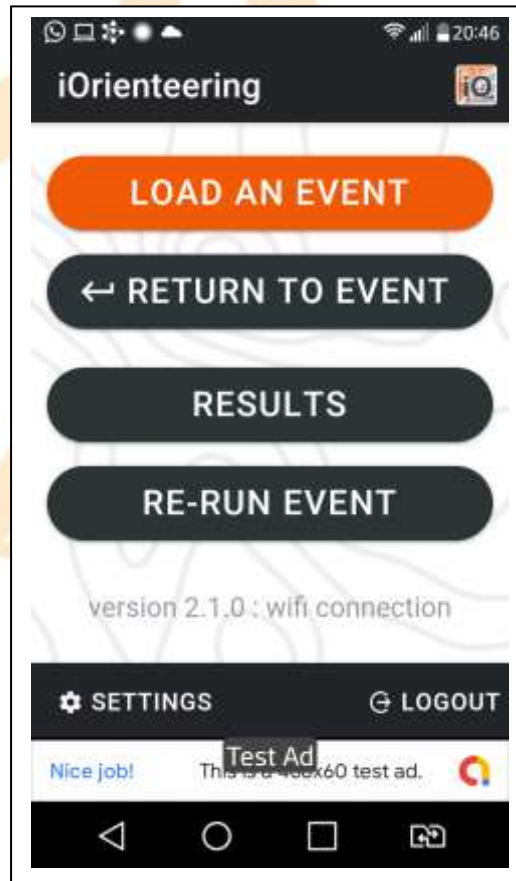 20:46
iOrienteering
iO
LOAD AN EVENT
↩ RETURN TO EVENT
RESULTS
RE-RUN EVENT
version 2.1.0 : wifi connection
SETTINGS LOGOUT
Test Ad
Nice job! This is a 468x60 test ad.